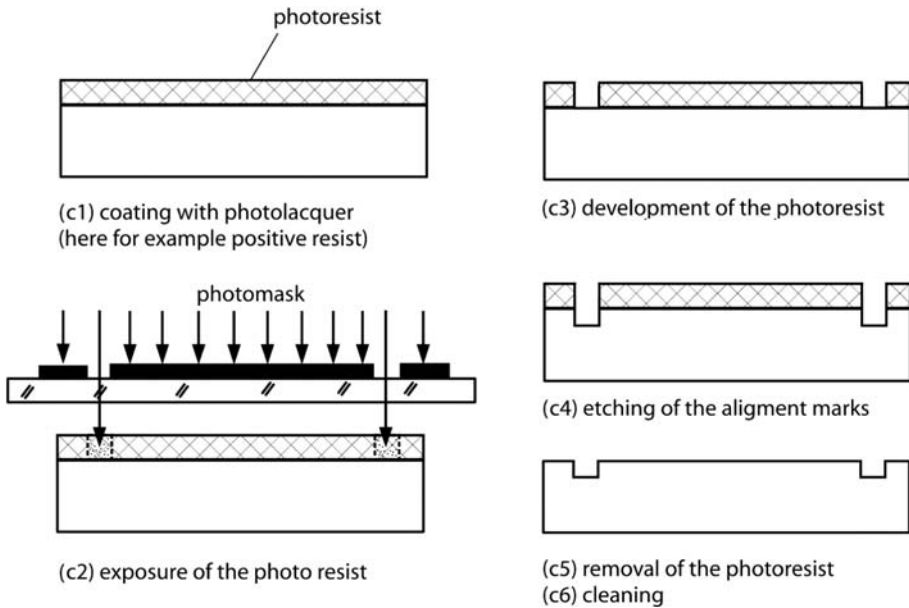 photoresist
(c1) coating with photolacquer
(here for example positive resist)
photomask
(c2) exposure of the photo resist
(c3) development of the photoresist
(c4) etching of the aligment marks
(c5) removal of the photoresist
(c6) cleaning